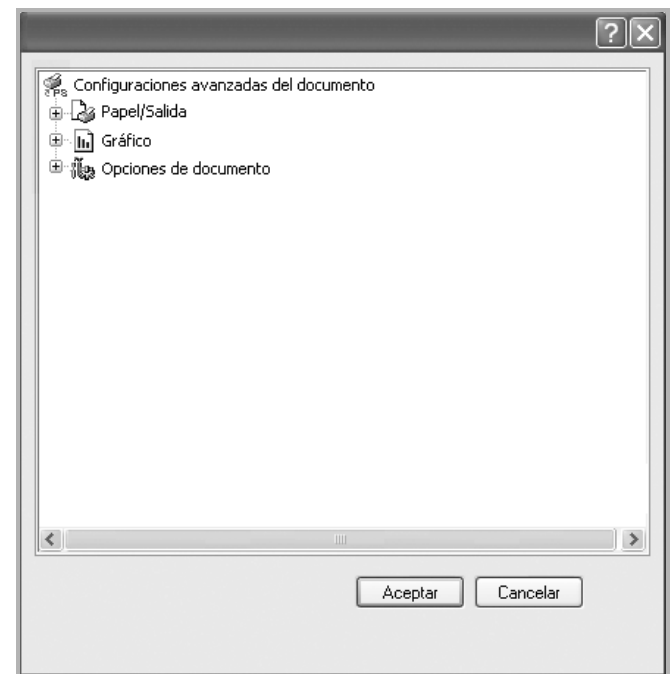 Configuraciones avanzadas del documento
Papel/Salida
Gráfico
Opciones de documento
Aceptar Cancelar